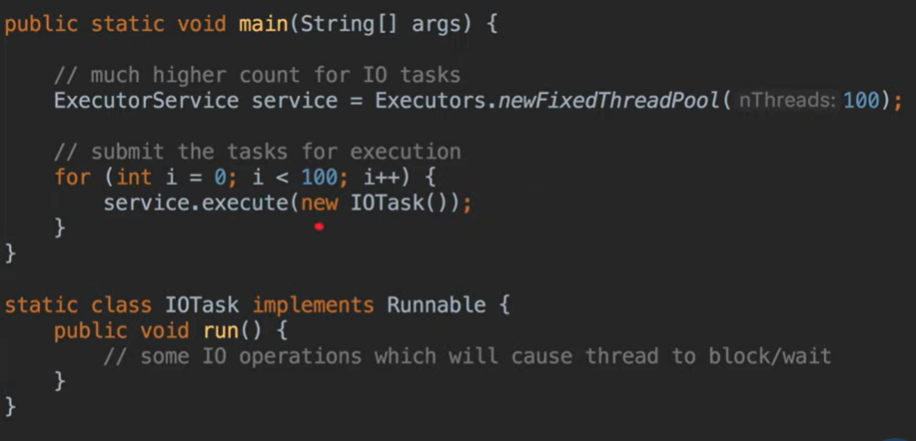 public static void main(String[] args) {
    // much higher count for IO tasks
    ExecutorService service = Executors.newFixedThreadPool( nThreads: 100);
    // submit the tasks for execution
    for (int i = 0; i < 100; i++) {
        service.execute(new IOTask());
    }
}
static class IOTask implements Runnable {
    public void run() {
        // some IO operations which will cause thread to block/wait
    }
}